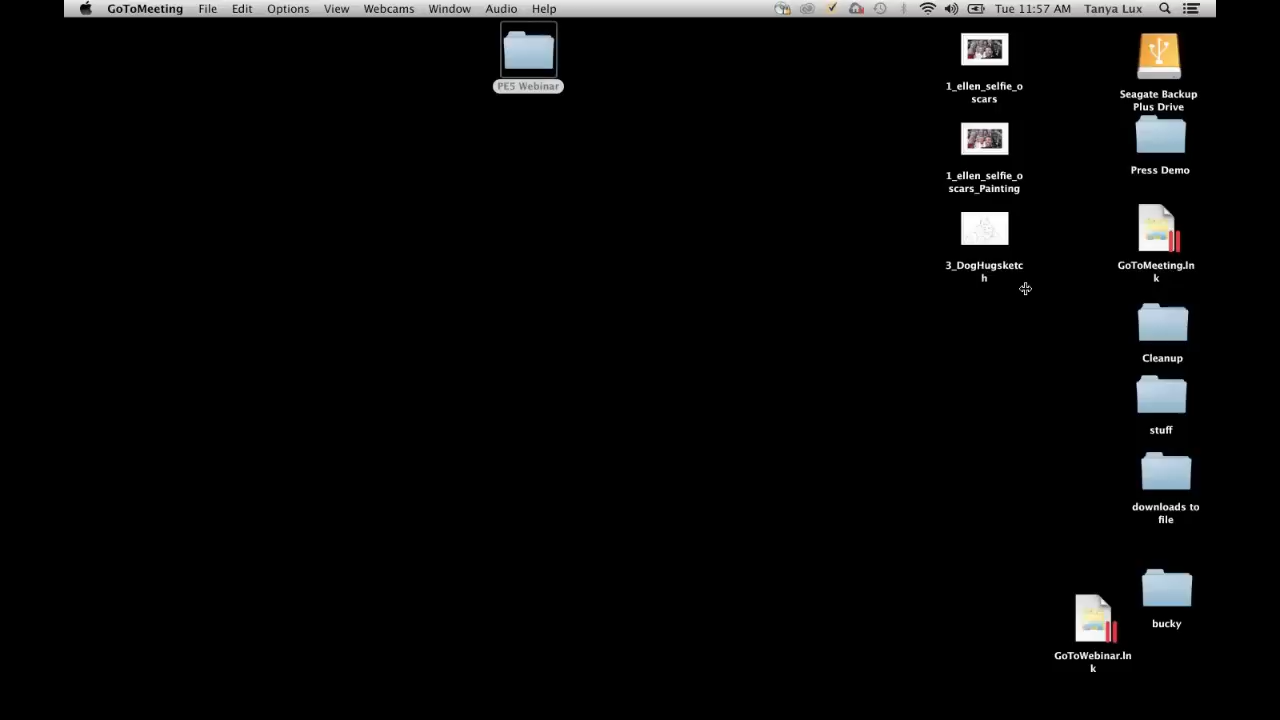 GoToMeeting File Edit Options View Webcams Window Audio Help Tue 11:57 AM Tanya Lux
PE5 Webinar
1_ellen_selfie_o
scars
1_ellen_selfie_o
scars_Painting
3_DogHugsketc
h
Seagate Backup
Plus Drive
Press Demo
GoToMeeting.ln
k
Cleanup
stuff
downloads to
file
bucky
GoToWebinar.ln
k